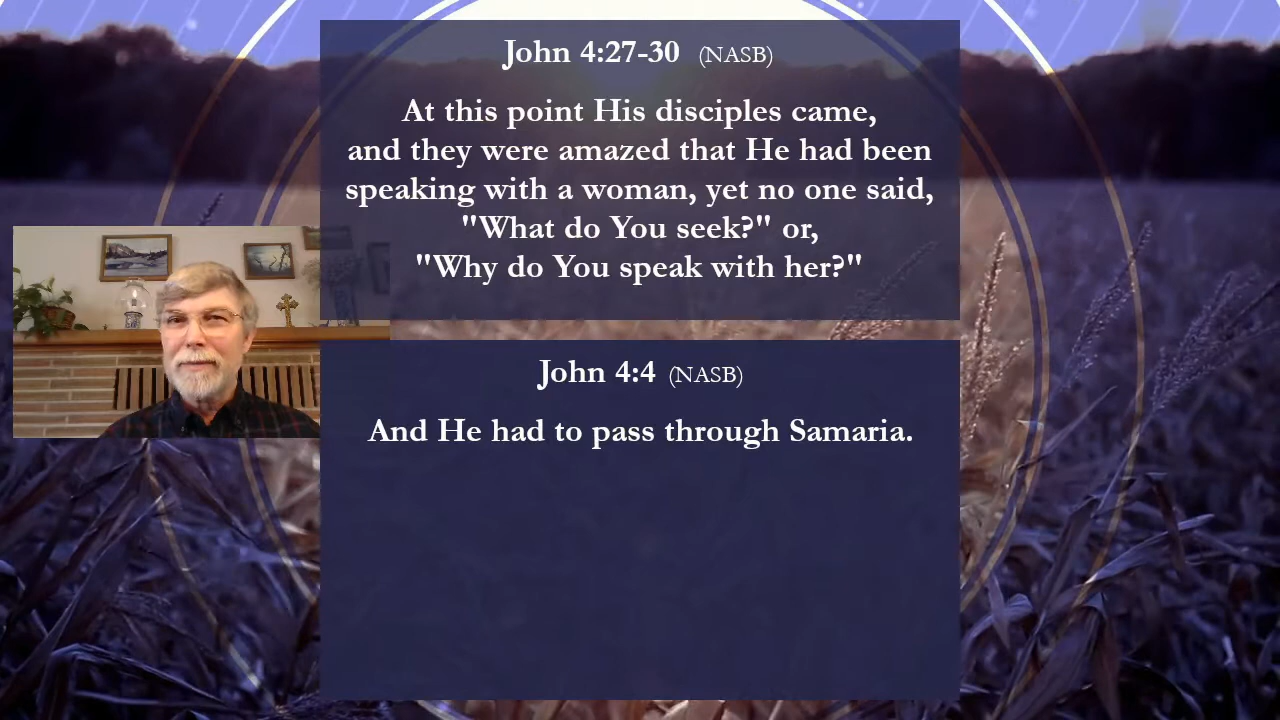 John 4:27-30 (NASB)
At this point His disciples came,
and they were amazed that He had been
speaking with a woman, yet no one said,
"What do You seek?" or,
"Why do You speak with her?"
John 4:4 (NASB)
And He had to pass through Samaria.